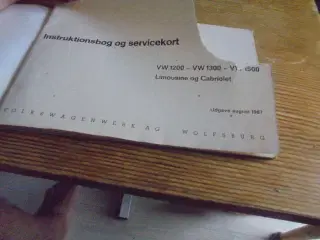 Instruktionsbog og servicekort
VW 1200 – VW 1300 – VW 1500
Limousine og Cabriolet
Udgave august 1967
VOLKSWAGENWERK AG WOLFSBURG